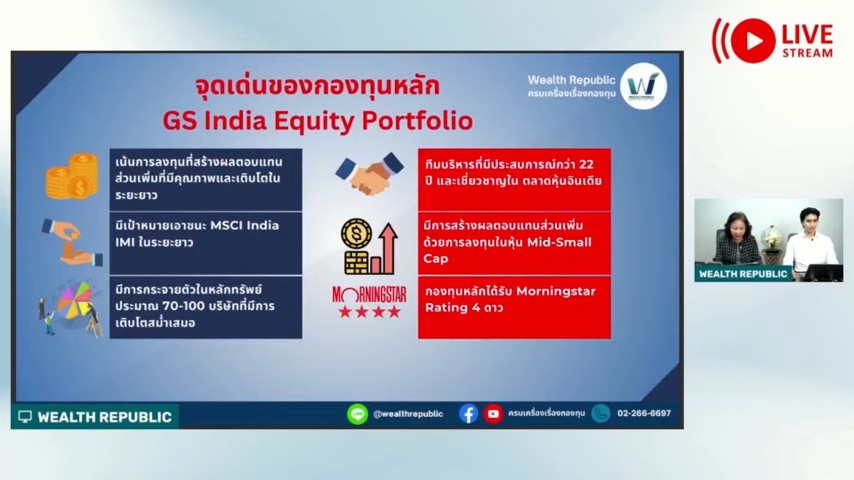 LIVE
STREAM
จุดเด่นของกองทุนหลัก
GS India Equity Portfolio
Wealth Republic
ครบเครื่องเรื่องกองทุน
เน้นการลงทุนที่สร้างผลตอบแทน
ส่วนเพิ่มที่มีคุณภาพและเติบโตใน
ระยะยาว
มีเป้าหมายเอาชนะ MSCI India
IMI ในระยะยาว
มีการกระจายตัวในหลักทรัพย์
ประมาณ 70-100 บริษัทที่มีการ
เติบโตสม่ำเสมอ
ทีมบริหารที่มีประสบการณ์กว่า 22
ปี และเชี่ยวชาญใน ตลาดหุ้นอินเดีย
มีการสร้างผลตอบแทนส่วนเพิ่ม
ด้วยการลงทุนในหุ้น Mid-Small
Cap
MORNINGSTAR
กองทุนหลักได้รับ Morningstar
Rating 4 ดาว
WEALTH REPUBLIC
WEALTH REPUBLIC
@wealthrepublic
ครบเครื่องเรื่องกองทุน
02-266-6697